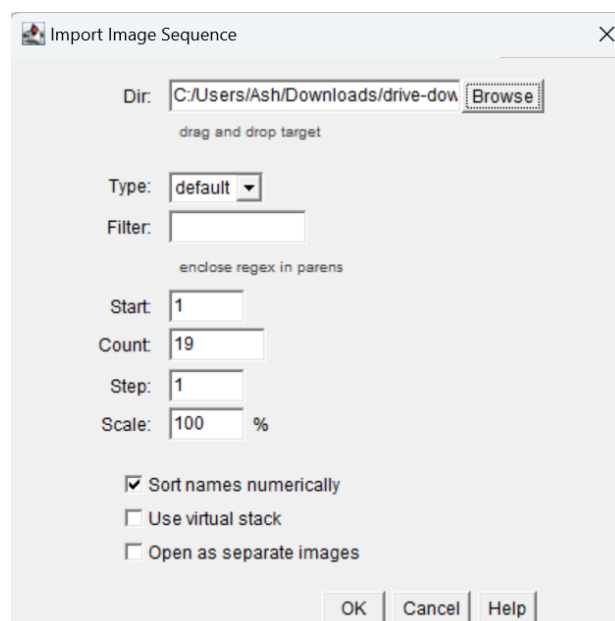 Import Image Sequence
Dir: C:/Users/Ash/Downloads/drive-dow Browse
drag and drop target
Type: default
Filter:
enclose regex in parens
Start: 1
Count: 19
Step: 1
Scale: 100 %
Sort names numerically
Use virtual stack
Open as separate images
OK Cancel Help